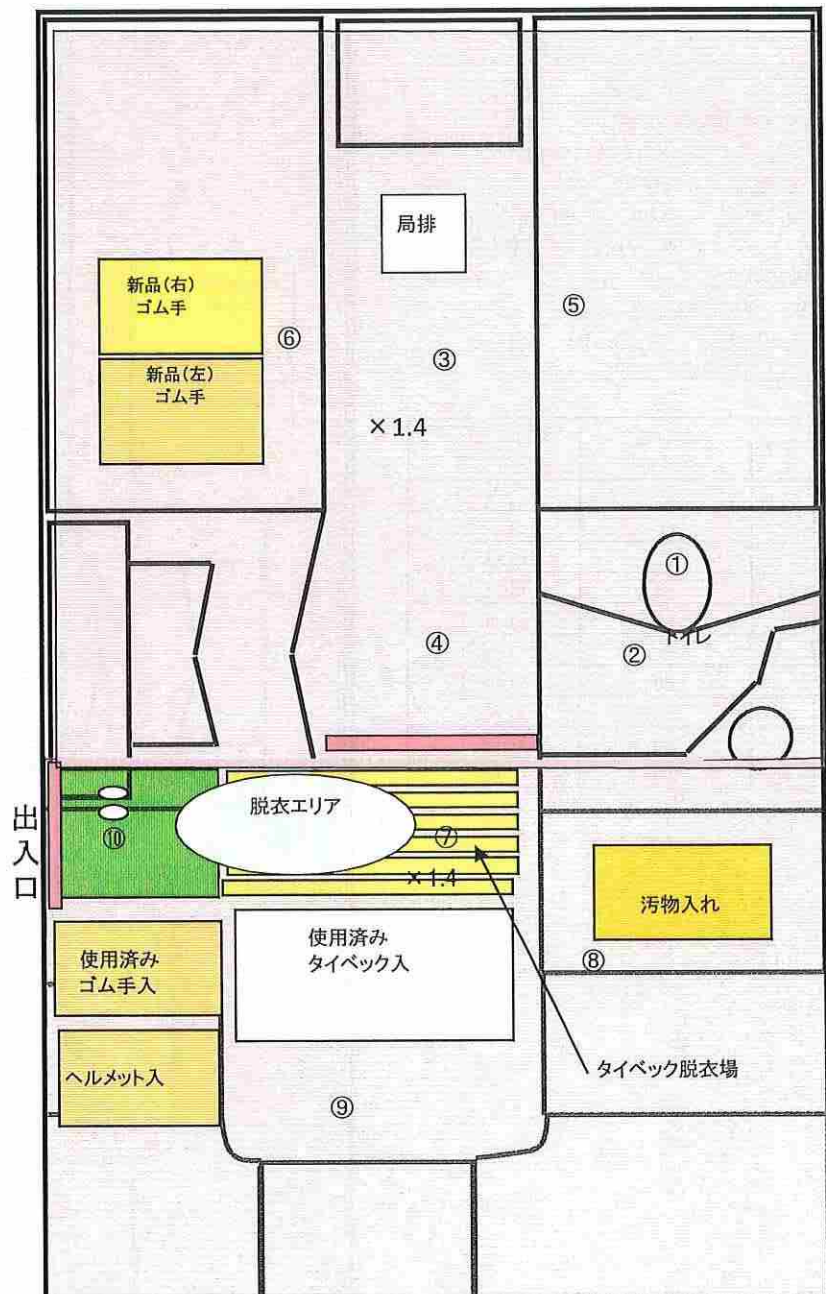 局排
新品(右)
ゴム手
⑥
⑤
③
新品(左)
ゴム手
×1.4
①
④
②
トイレ
出入口
脱衣エリア
⑩
⑦
×1.4
汚物入れ
使用済み
ゴム手入
使用済み
タイベック入
⑧
ヘルメット入
タイベック脱衣場
⑨